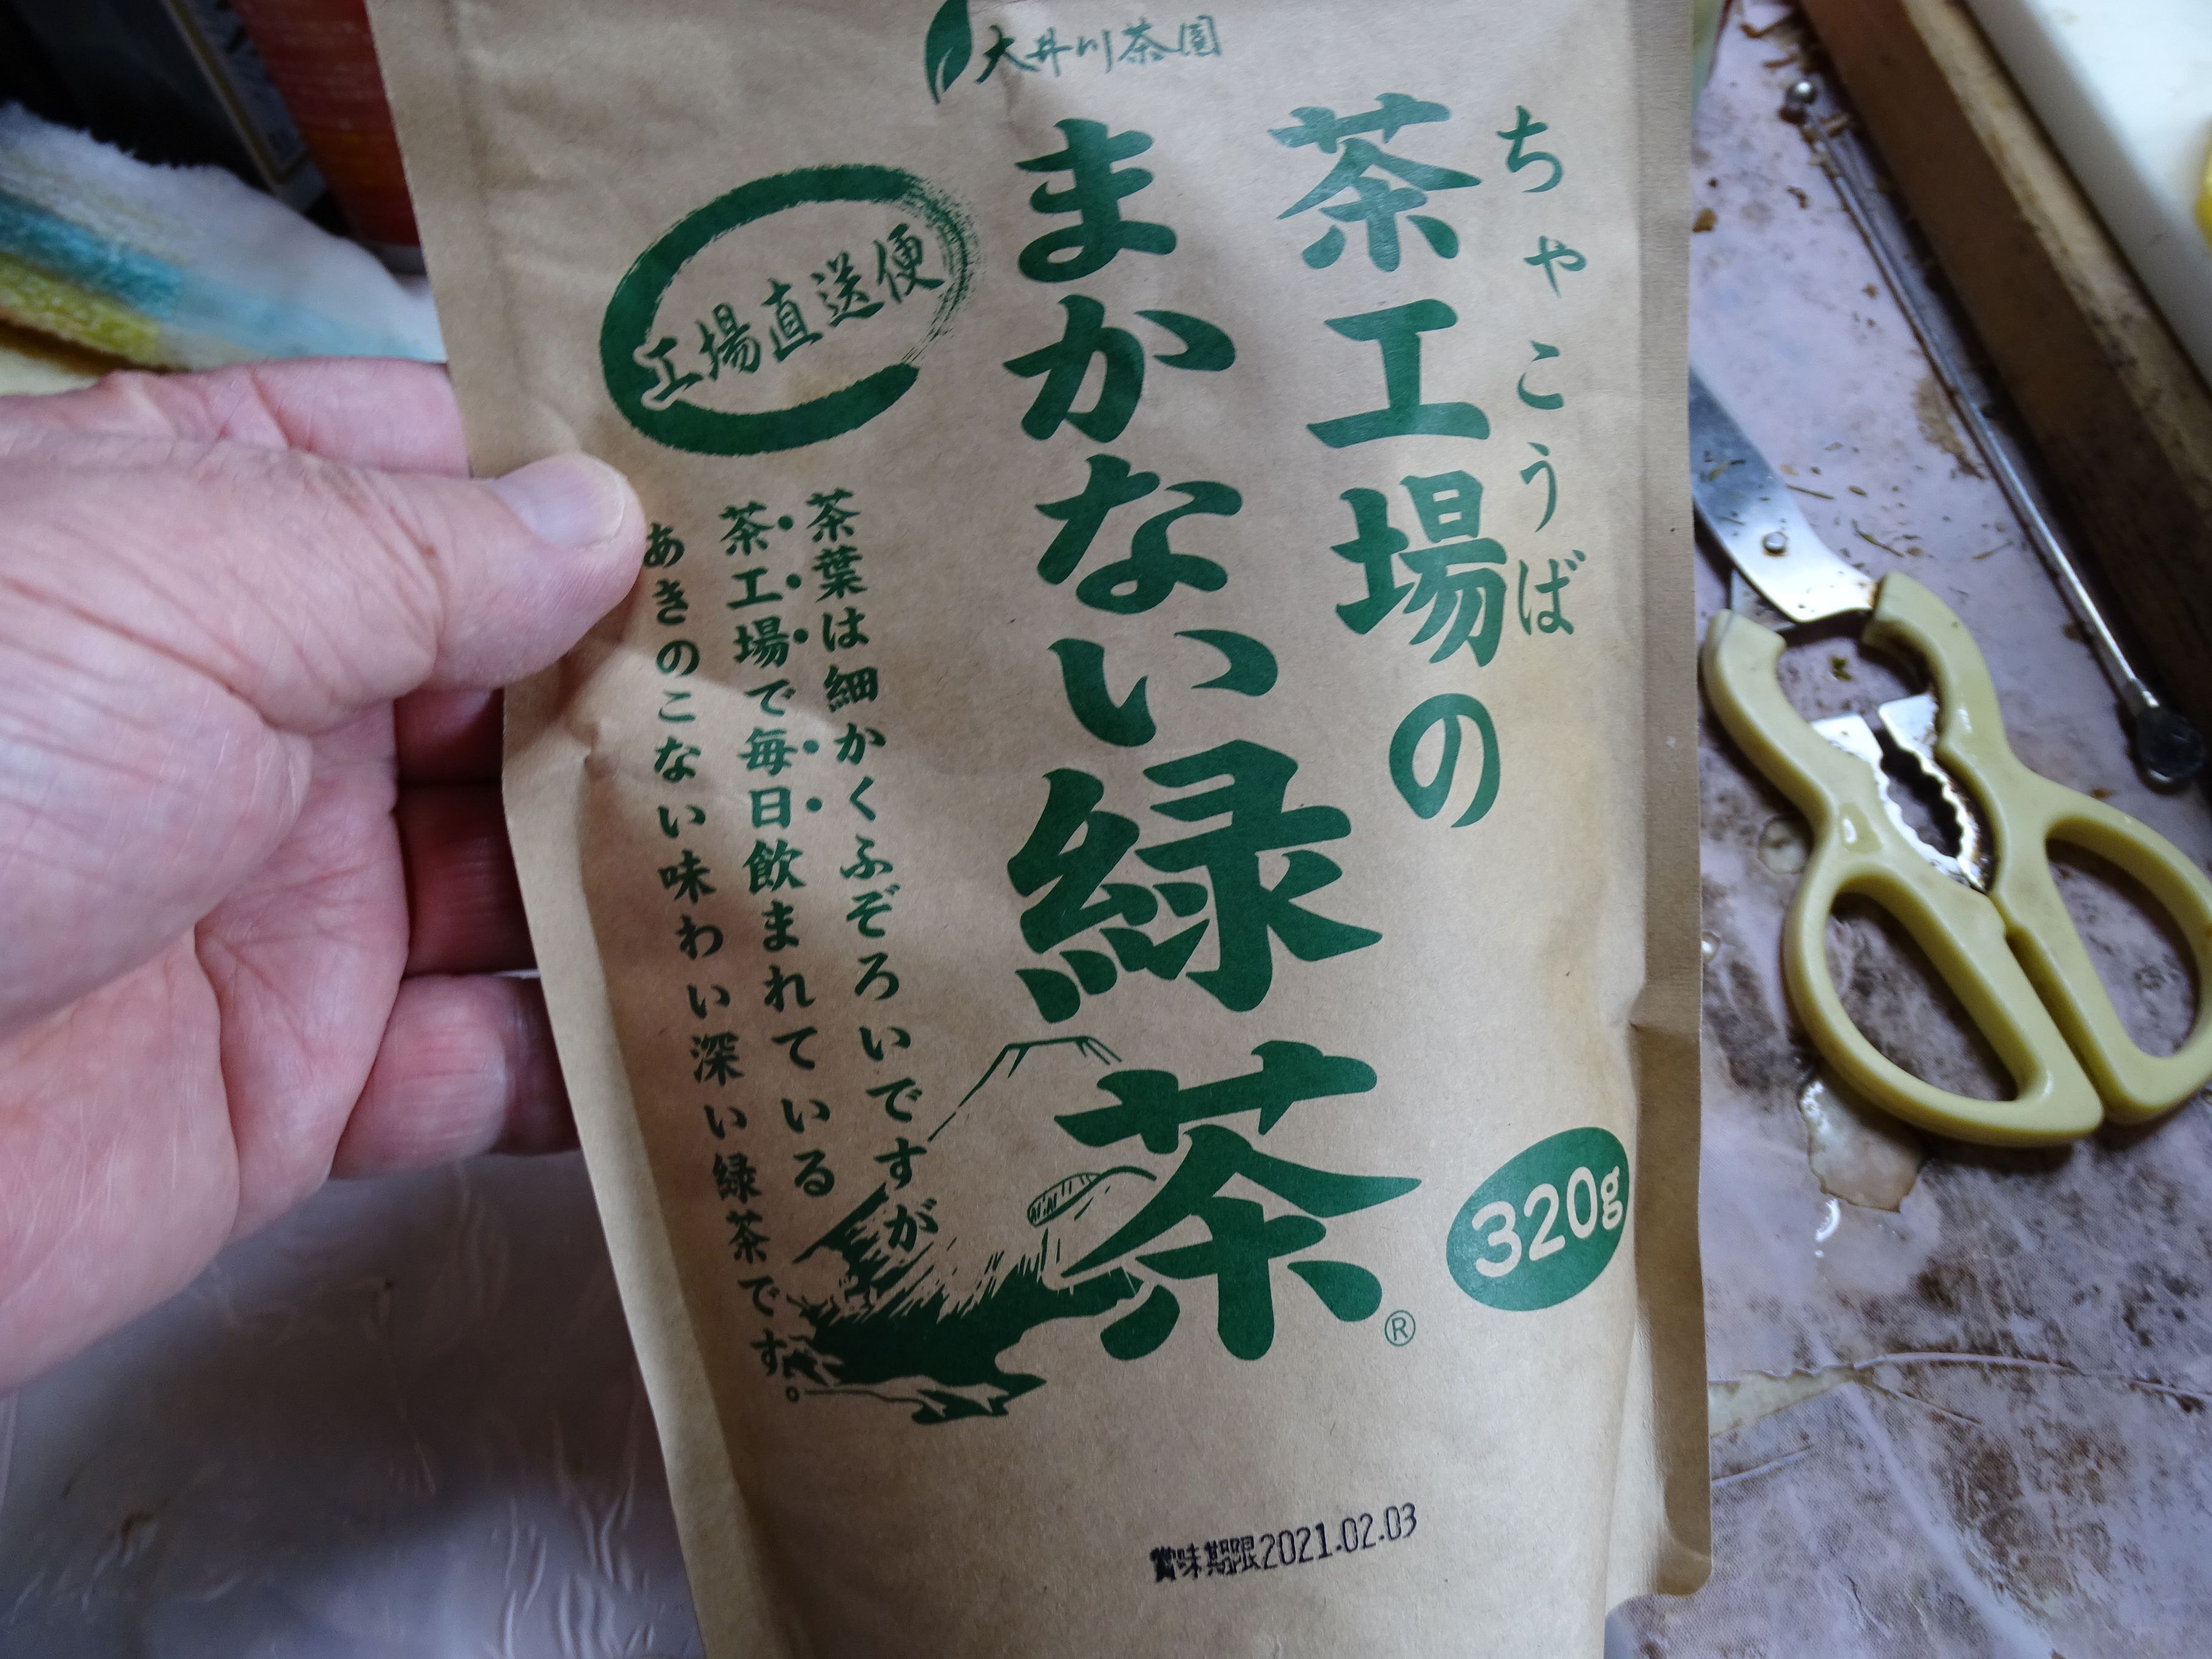 大井川茶園
ちゃこうば
茶工場の
まかない緑茶
®
工場直送便
茶葉は細かくふぞろいですが
茶工場で毎日飲まれている
あきのこない味わい深い緑茶です。
320g
賞味期限2021.02.03